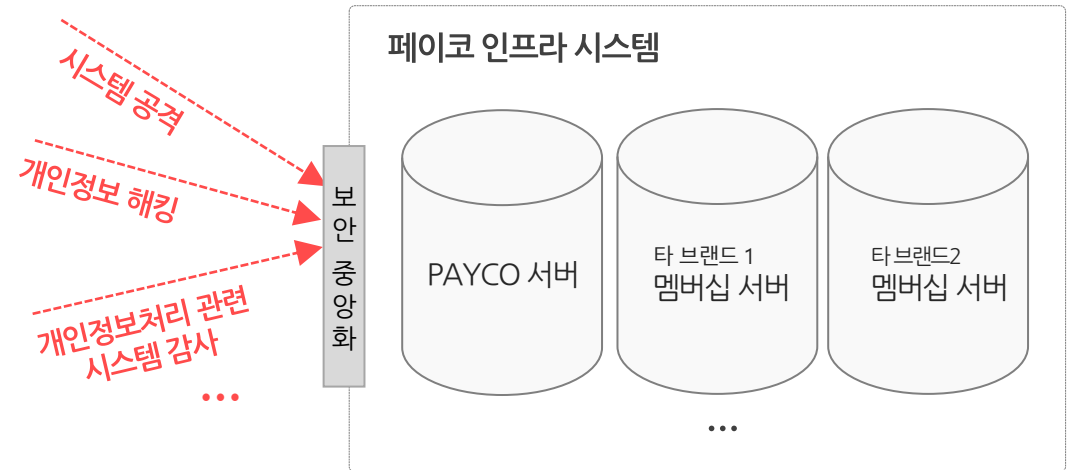 페이코 인프라 시스템
시스템 공격
개인정보 해킹
개인정보처리 관련
시스템 감사
...
보안 중앙화
PAYCO 서버
타 브랜드 1
멤버십 서버
타 브랜드2
멤버십 서버
...